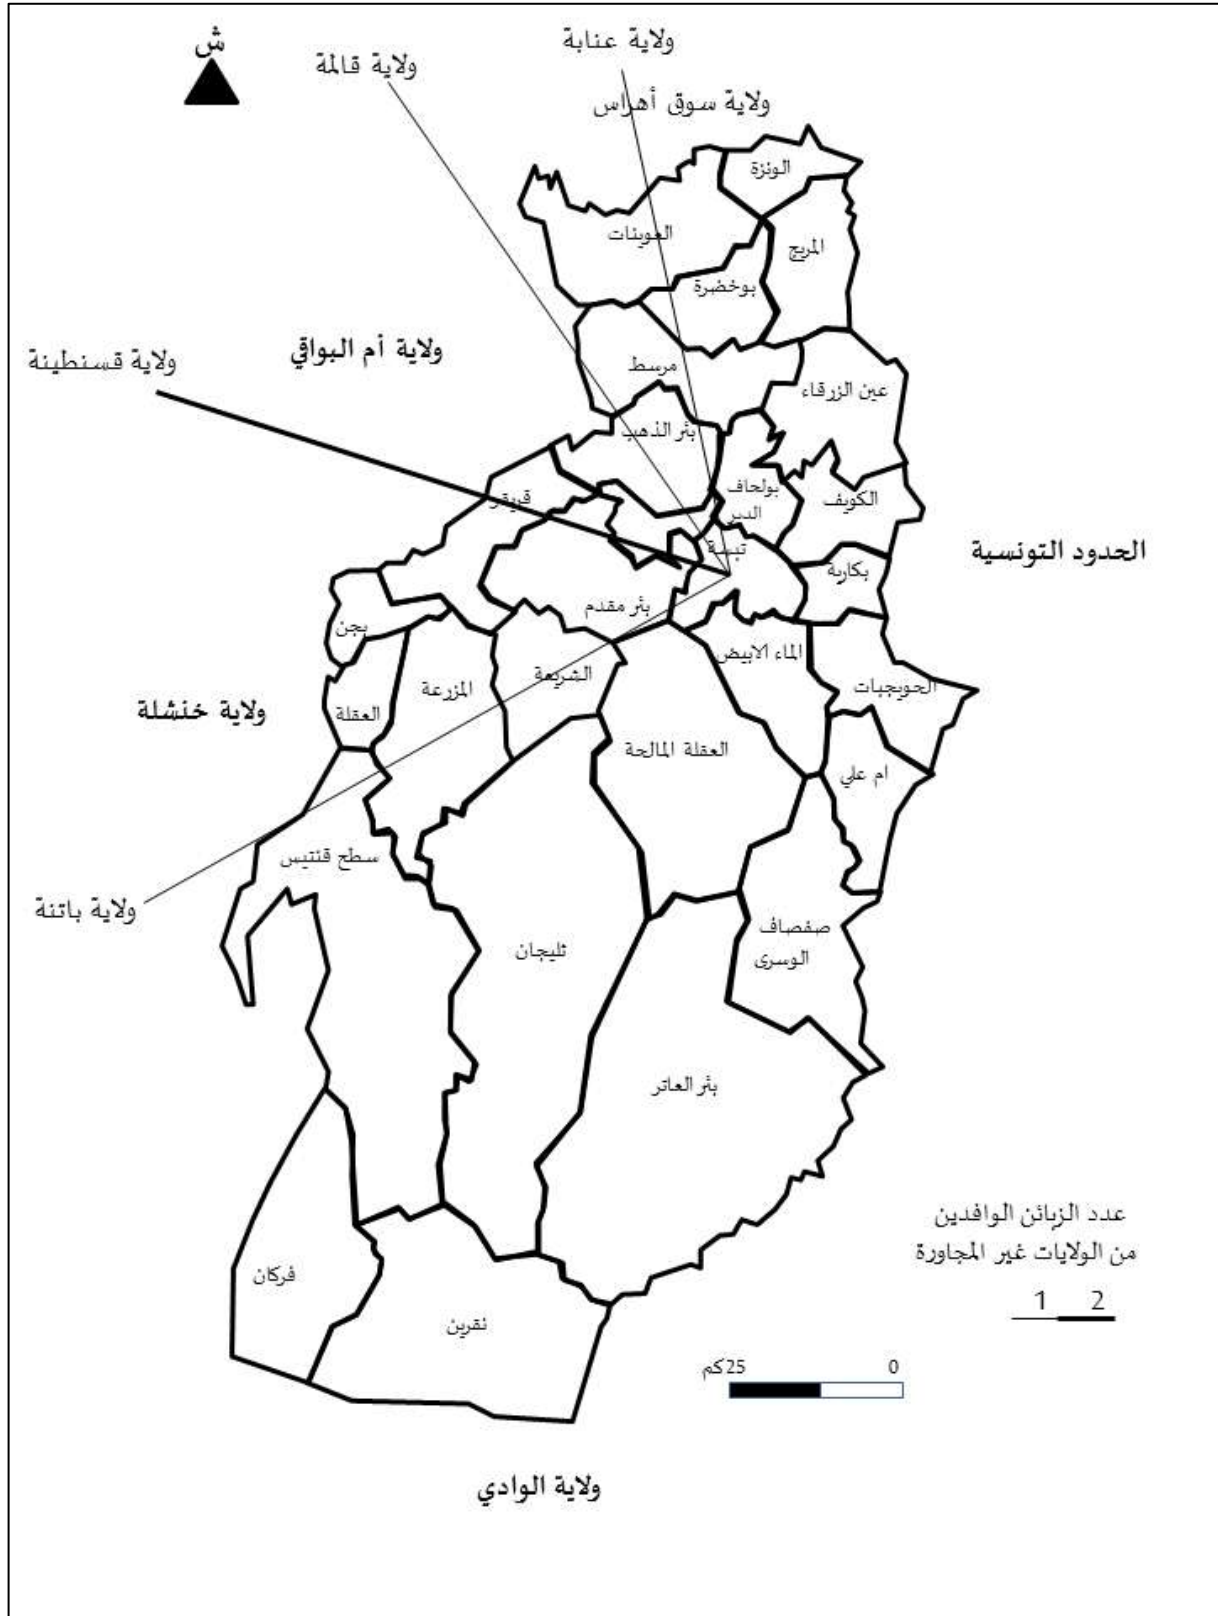 ش
ولاية عنابة
ولاية قالمة
ولاية سوق أهراس
الونزة
العوينات
المريج
بوخضرة
ولاية أم البواقي
ولاية قسنطينة
مرسط
عين الزرقاء
بئر الذهب
قريقر
بولحاف
الدير
الكويف
تبسة
بكارية
الحدود التونسية
بئر مقدم
بجن
الماء الابيض
الشريعة
المزرعة
الحويجبات
ولاية خنشلة
العقلة
العقلة المالحة
ام علي
سطح قنتيس
ولاية باتنة
صفصاف
الوسرى
ثليجان
بئر العاتر
عدد الزبائن الوافدين
من الولايات غير المجاورة
1 2
فركان
نقرين
25كم 0
ولاية الوادي